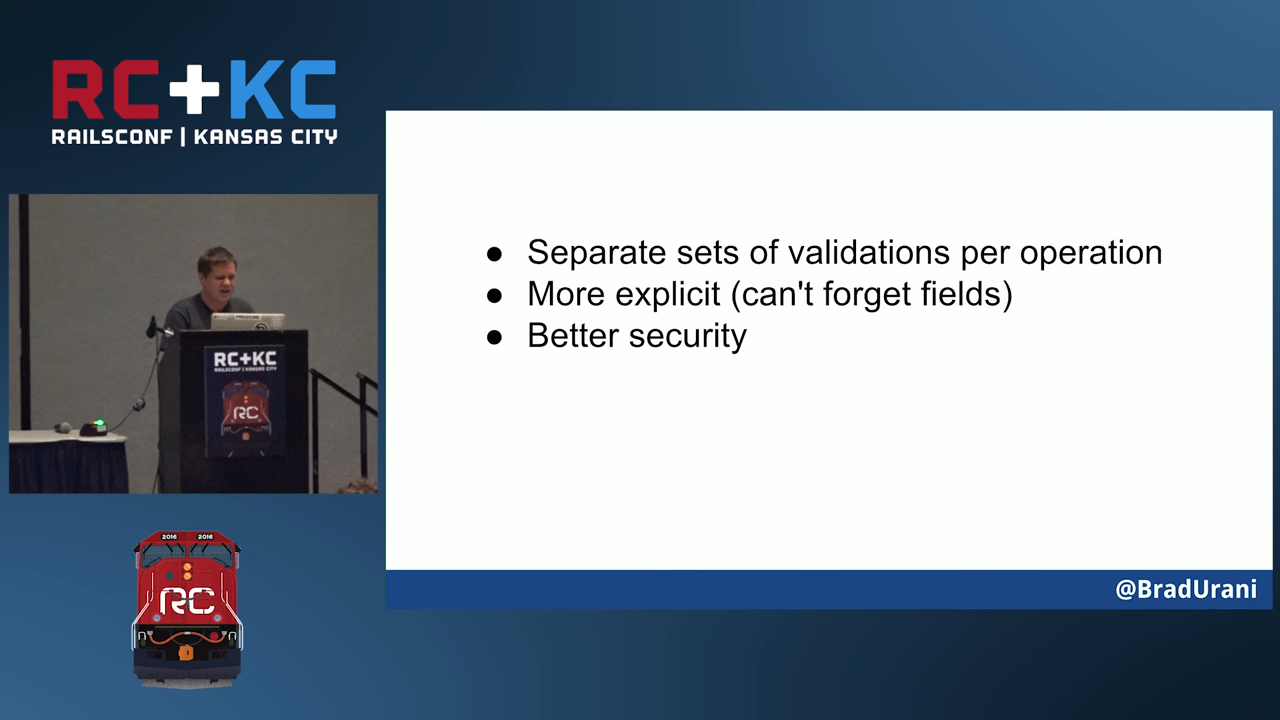 RC+KC
RAILSCONF | KANSAS CITY
RC+KC
RAILSCONF | KANSAS CITY
RC
2016 2016
RC
● Separate sets of validations per operation
● More explicit (can't forget fields)
● Better security
@BradUrani